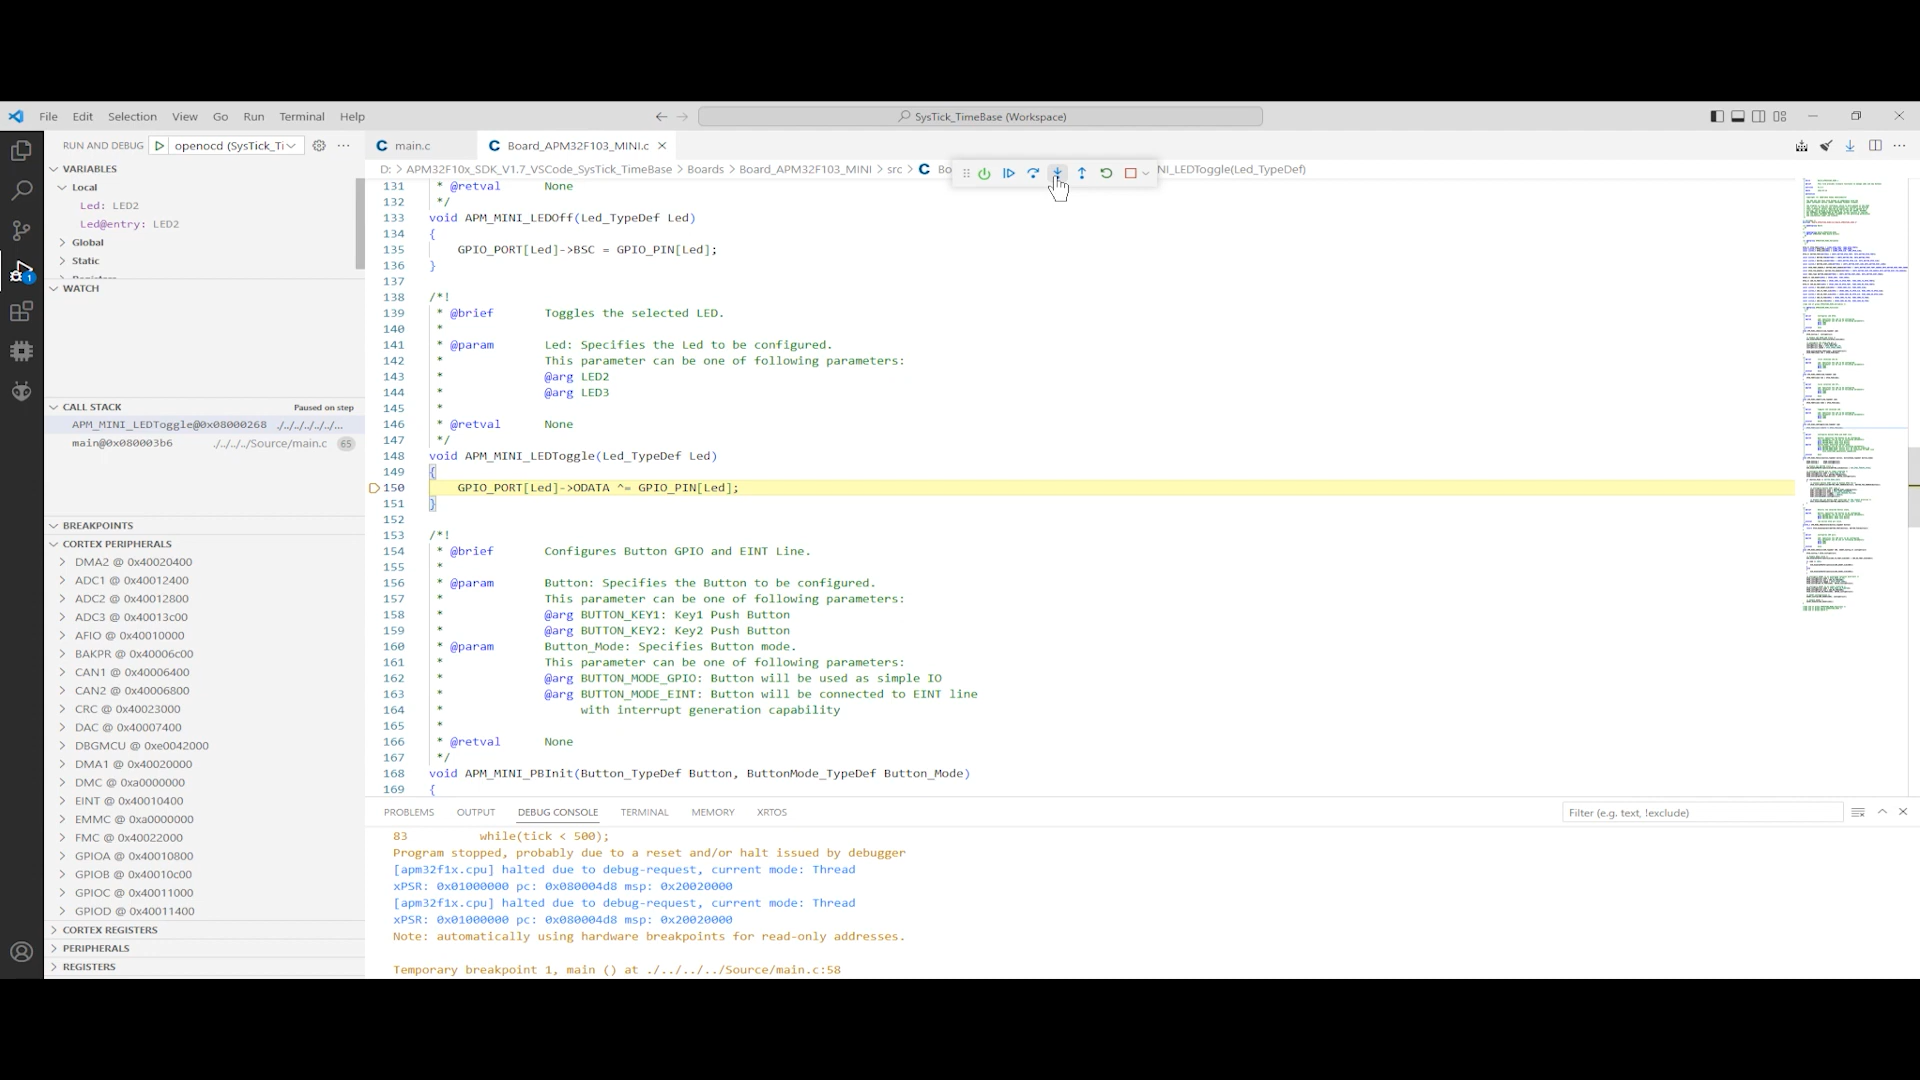 File Edit Selection View Go Run Terminal Help
SysTick_TimeBase (Workspace)
RUN AND DEBUG openocd (SysTick_Ti
main.c
Board_APM32F103_MINI.c
D: > APM32F10x_SDK_V1.7_VSCode_SysTick_TimeBase > Boards > Board_APM32F103_MINI > src > Bo NI_LEDToggle(Led_TypeDef)
VARIABLES
Local
Led: LED2
Led@entry: LED2
Global
Static
WATCH
CALL STACK Paused on step
APM_MINI_LEDToggle@0x08000268 ./../../../../...
main@0x080003b6 ./../../../Source/main.c 65
BREAKPOINTS
CORTEX PERIPHERALS
DMA2 @ 0x40020400
ADC1 @ 0x40012400
ADC2 @ 0x40012800
ADC3 @ 0x40013c00
AFIO @ 0x40010000
BAKPR @ 0x40006c00
CAN1 @ 0x40006400
CAN2 @ 0x40006800
CRC @ 0x40023000
DAC @ 0x40007400
DBGMCU @ 0xe0042000
DMA1 @ 0x40020000
DMC @ 0xa0000000
EINT @ 0x40010400
EMMC @ 0xa0000000
FMC @ 0x40022000
GPIOA @ 0x40010800
GPIOB @ 0x40010c00
GPIOC @ 0x40011000
GPIOD @ 0x40011400
CORTEX REGISTERS
PERIPHERALS
REGISTERS
1
131 * @retval None
132 */
133 void APM_MINI_LEDOff(Led_TypeDef Led)
134 {
135 GPIO_PORT[Led]->BSC = GPIO_PIN[Led];
136 }
137
138 /*!
139 * @brief Toggles the selected LED.
140 *
141 * @param Led: Specifies the Led to be configured.
142 * This parameter can be one of following parameters:
143 * @arg LED2
144 * @arg LED3
145 *
146 * @retval None
147 */
148 void APM_MINI_LEDToggle(Led_TypeDef Led)
149 {
150 GPIO_PORT[Led]->ODATA ^= GPIO_PIN[Led];
151 }
152
153 /*!
154 * @brief Configures Button GPIO and EINT Line.
155 *
156 * @param Button: Specifies the Button to be configured.
157 * This parameter can be one of following parameters:
158 * @arg BUTTON_KEY1: Key1 Push Button
159 * @arg BUTTON_KEY2: Key2 Push Button
160 * @param Button_Mode: Specifies Button mode.
161 * This parameter can be one of following parameters:
162 * @arg BUTTON_MODE_GPIO: Button will be used as simple IO
163 * @arg BUTTON_MODE_EINT: Button will be connected to EINT line
164 * with interrupt generation capability
165 *
166 * @retval None
167 */
168 void APM_MINI_PBInit(Button_TypeDef Button, ButtonMode_TypeDef Button_Mode)
169 {
PROBLEMS OUTPUT DEBUG CONSOLE TERMINAL MEMORY XRTOS
Filter (e.g. text, !exclude)
83 while(tick < 500);
Program stopped, probably due to a reset and/or halt issued by debugger
[apm32f1x.cpu] halted due to debug-request, current mode: Thread
xPSR: 0x01000000 pc: 0x080004d8 msp: 0x20020000
[apm32f1x.cpu] halted due to debug-request, current mode: Thread
xPSR: 0x01000000 pc: 0x080004d8 msp: 0x20020000
Note: automatically using hardware breakpoints for read-only addresses.
Temporary breakpoint 1, main () at ./../../../Source/main.c:58